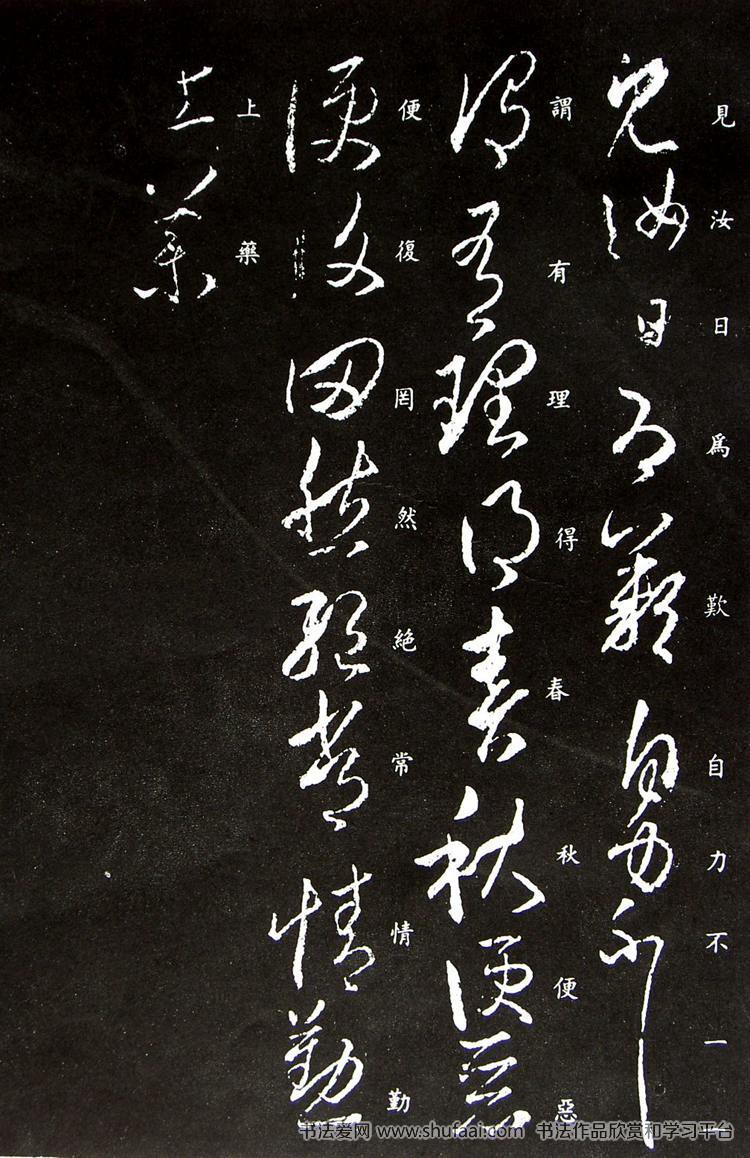 見汝日爲歎自力不一一
謂有理得春秋便惡
便復罔然絕常情勤
上藥
书法爱网 www.shufaai.com 书法作品欣赏和学习平台